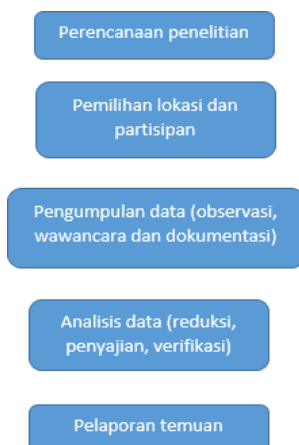 Perencanaan penelitian
Pemilihan lokasi dan
partisipan
Pengumpulan data (observasi,
wawancara dan dokumentasi)
Analisis data (reduksi,
penyajian, verifikasi)
Pelaporan temuan